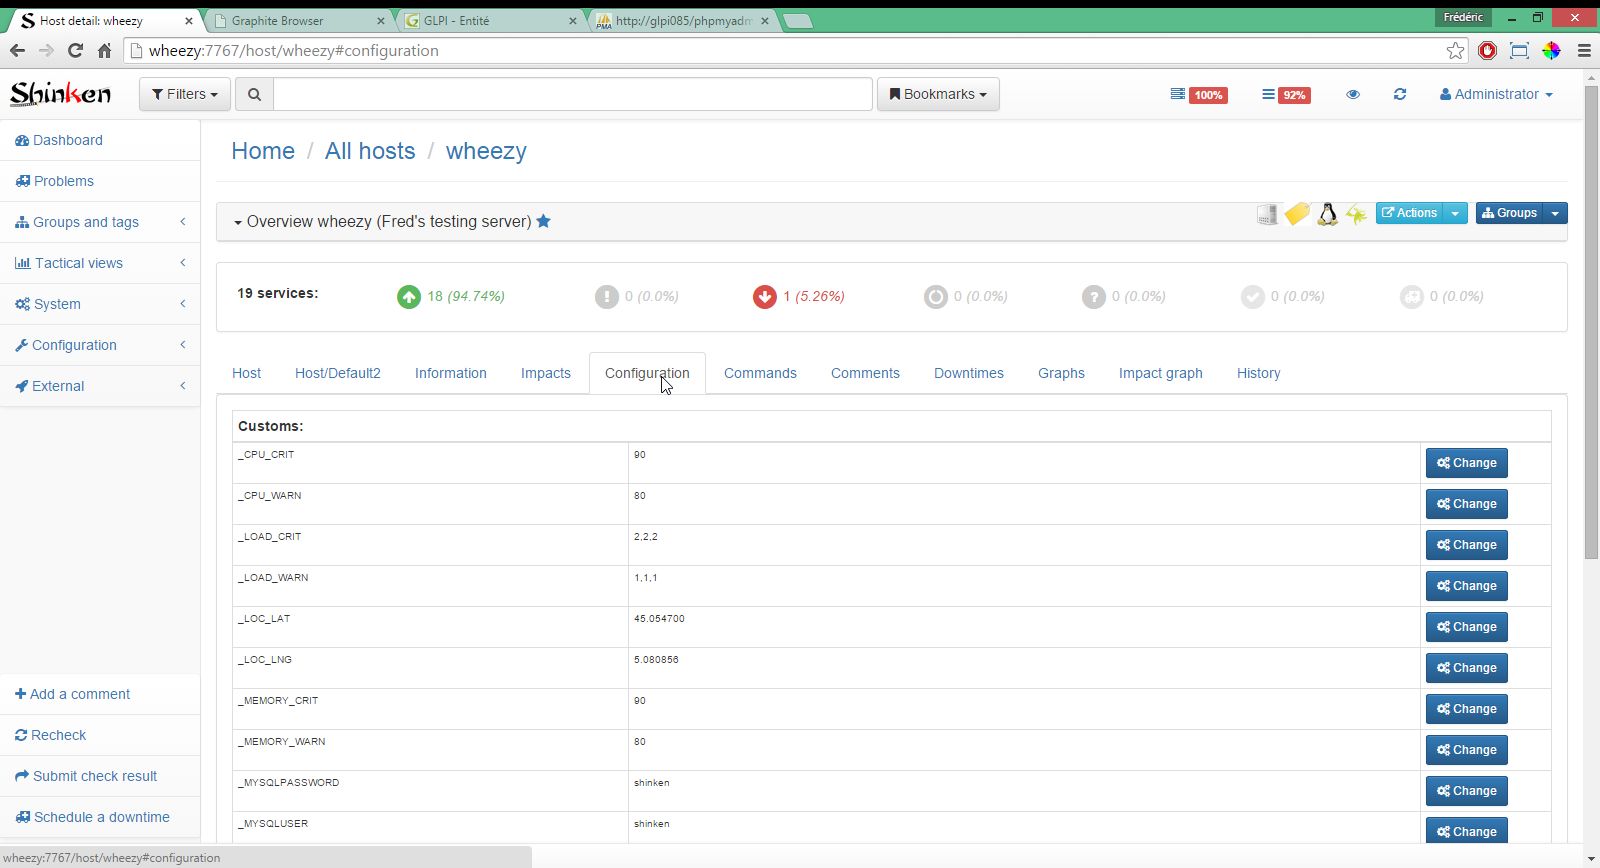 Host detail: wheezy
Graphite Browser
GLPI - Entité
http://glpi085/phpmyadm
Frédéric
wheezy:7767/host/wheezy#configuration
Shinken
Filters
Bookmarks
100%
92%
Administrator
Dashboard
Problems
Groups and tags
Tactical views
System
Configuration
External
Add a comment
Recheck
Submit check result
Schedule a downtime
Home / All hosts / wheezy
Overview wheezy (Fred's testing server)
Actions
Groups
19 services:
18 (94.74%)
0 (0.0%)
1 (5.26%)
0 (0.0%)
0 (0.0%)
0 (0.0%)
0 (0.0%)
Host
Host/Default2
Information
Impacts
Configuration
Commands
Comments
Downtimes
Graphs
Impact graph
History
Customs:
_CPU_CRIT 90 Change
_CPU_WARN 80 Change
_LOAD_CRIT 2,2,2 Change
_LOAD_WARN 1,1,1 Change
_LOC_LAT 45.054700 Change
_LOC_LNG 5.080856 Change
_MEMORY_CRIT 90 Change
_MEMORY_WARN 80 Change
_MYSQLPASSWORD shinken Change
_MYSQLUSER shinken Change
wheezy:7767/host/wheezy#configuration